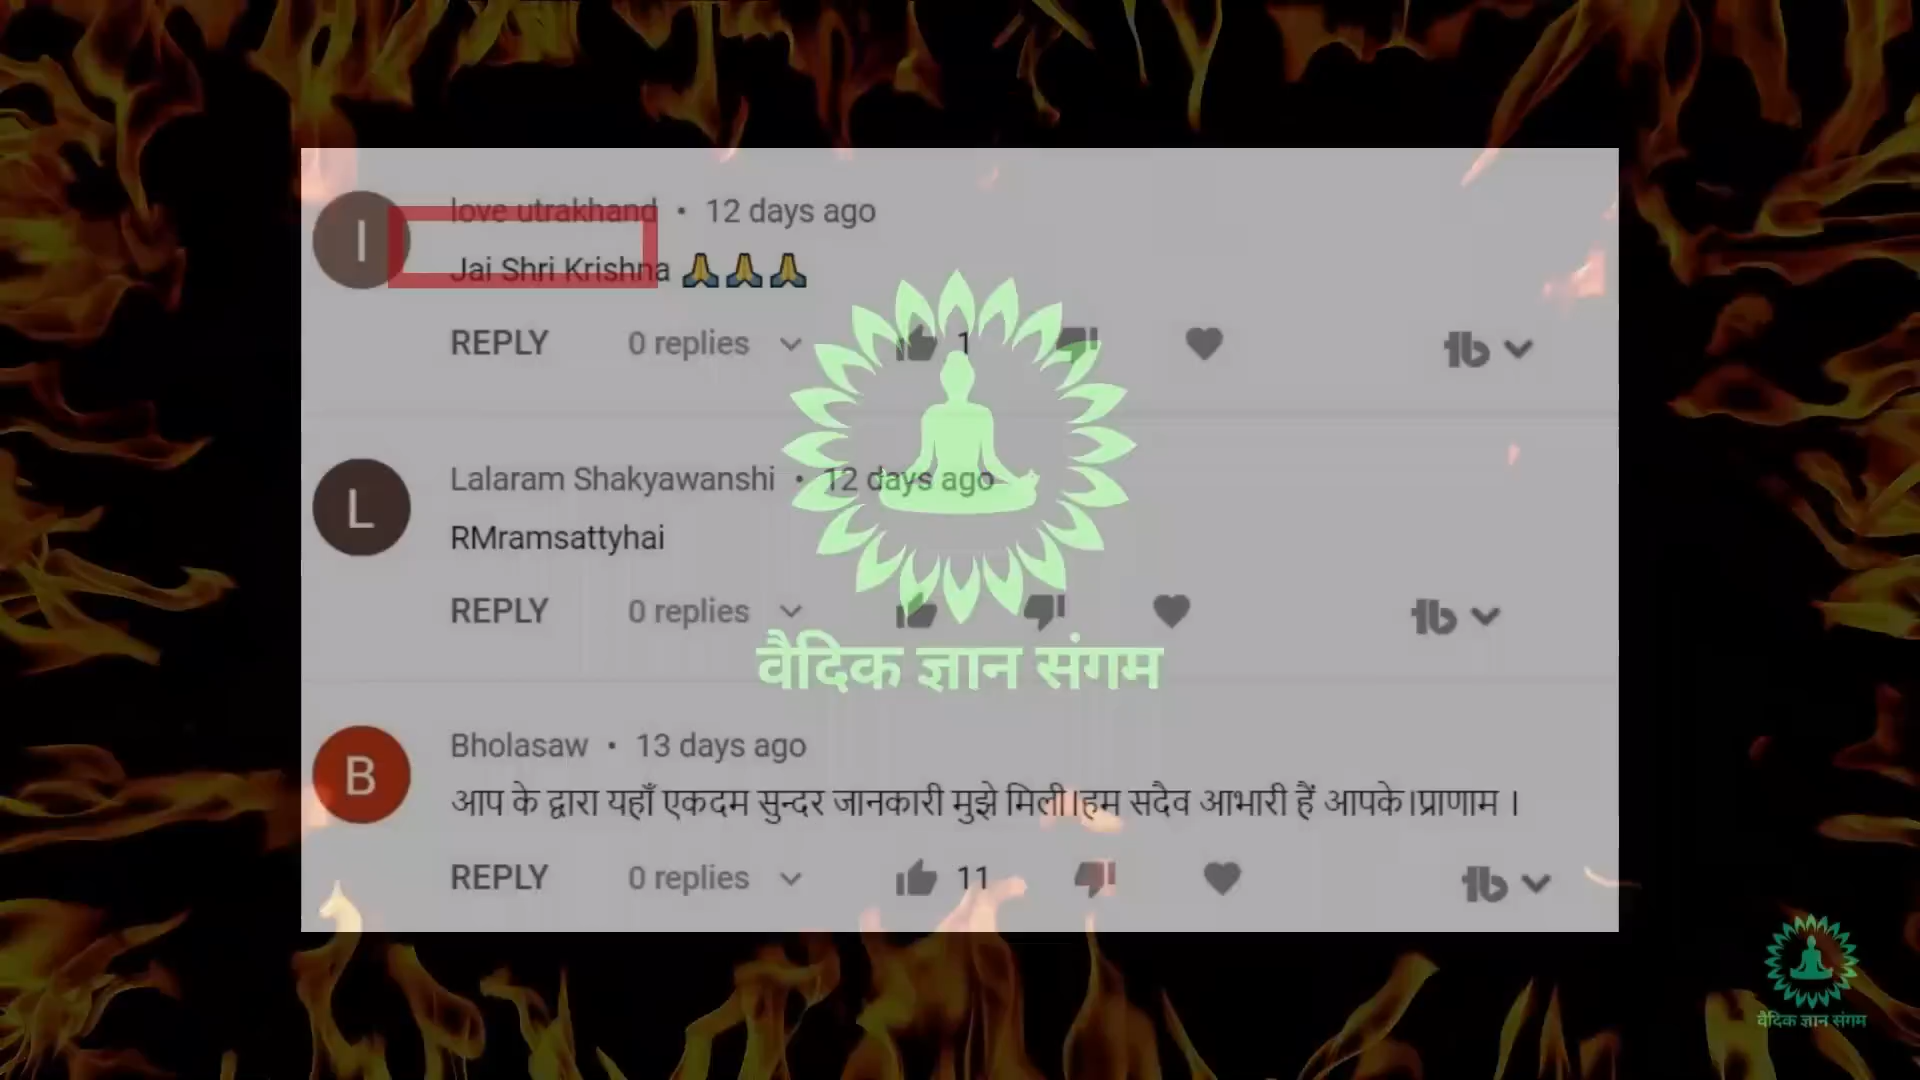 I
love utrakhand • 12 days ago
Jai Shri Krishna 🙏🙏🙏
REPLY 0 replies 1
L
Lalaram Shakyawanshi • 12 days ago
RMramsattyhai
REPLY 0 replies
वैदिक ज्ञान संगम
B
Bholasaw • 13 days ago
आप के द्वारा यहाँ एकदम सुन्दर जानकारी मुझे मिली।हम सदैव आभारी हैं आपके।प्राणाम ।
REPLY 0 replies 11
वैदिक ज्ञान संगम